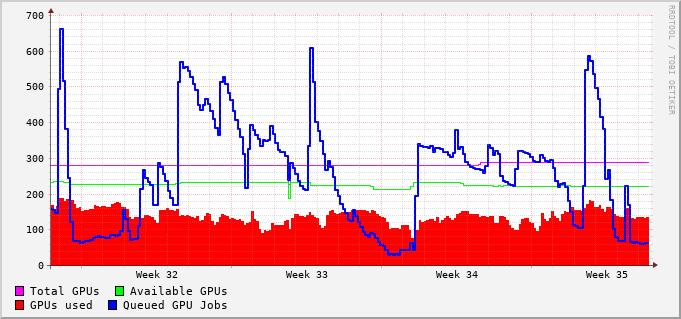 700
600
500
400
300
200
100
0
Week 32 Week 33 Week 34 Week 35
Total GPUs Available GPUs
GPUs used Queued GPU Jobs
RRDTOOL / TOBI OETIKER